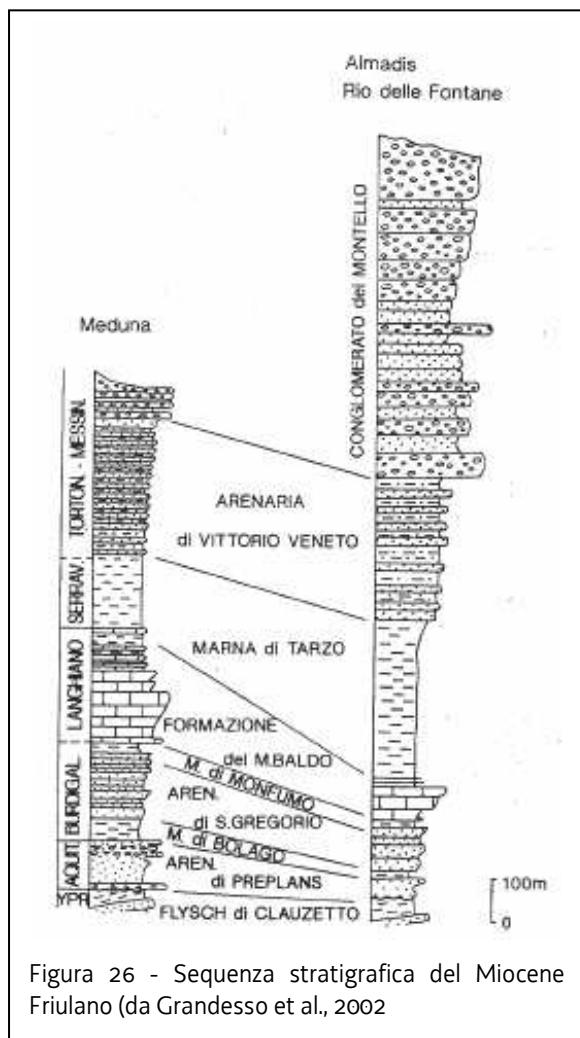 Almadis
Rio delle Fontane
Meduna
CONGLOMERATO del MONTELLO
TORTON. - MESSIN.
SERRAV.
LANGHIANO
BURDIGAL.
AQUIT.
YPR.
ARENARIA
di VITTORIO VENETO
MARNA di TARZO
FORMAZIONE
del M.BALDO
M. di MONFUMO
AREN.
di S.GREGORIO
M. di BOLAGO
AREN.
di PREPLANS
FLYSCH di CLAUZETTO
100m
0
Figura 26 - Sequenza stratigrafica del Miocene
Friulano (da Grandesso et al., 2002